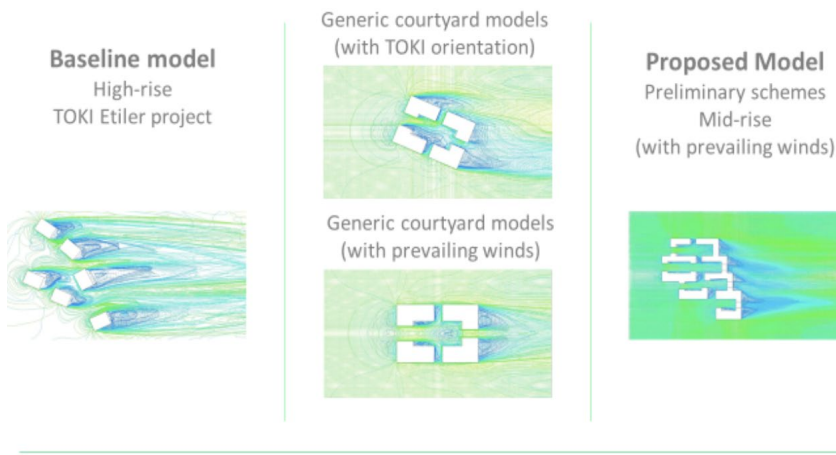 Baseline model
High-rise
TOKI Etiler project
Generic courtyard models
(with TOKI orientation)
Generic courtyard models
(with prevailing winds)
Proposed Model
Preliminary schemes
Mid-rise
(with prevailing winds)